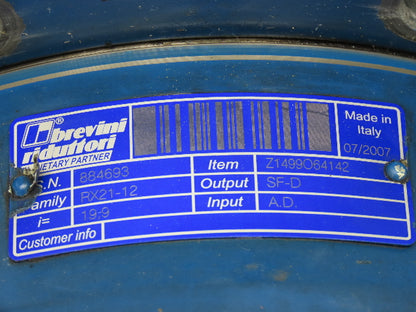 ®
brevini
riduttori
PLANETARY PARTNER
Made in
Italy
07/2007
S.N. 884693 Item Z1499O64142
Family RX21-12 Output SF-D
i= 19-9 Input A.D.
Customer info